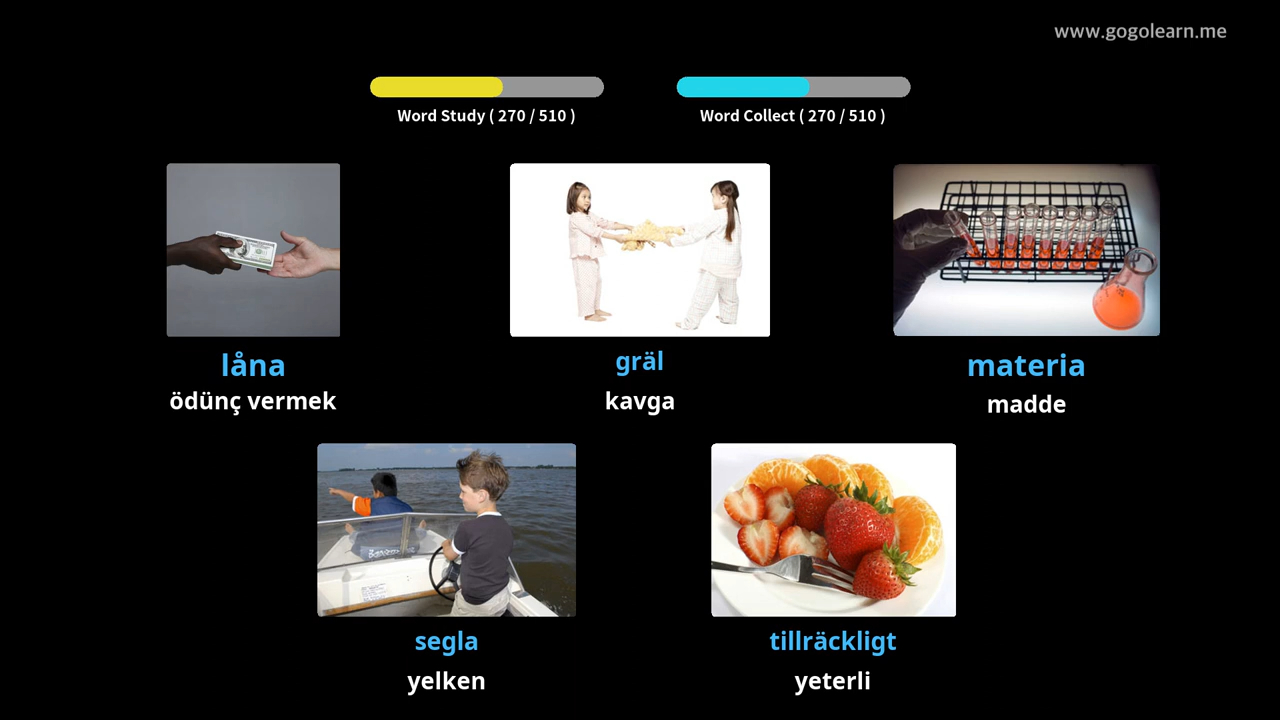 www.gogolearn.me
Word Study ( 270 / 510 )
Word Collect ( 270 / 510 )
låna
ödünç vermek
gräl
kavga
materia
madde
segla
yelken
tillräckligt
yeterli